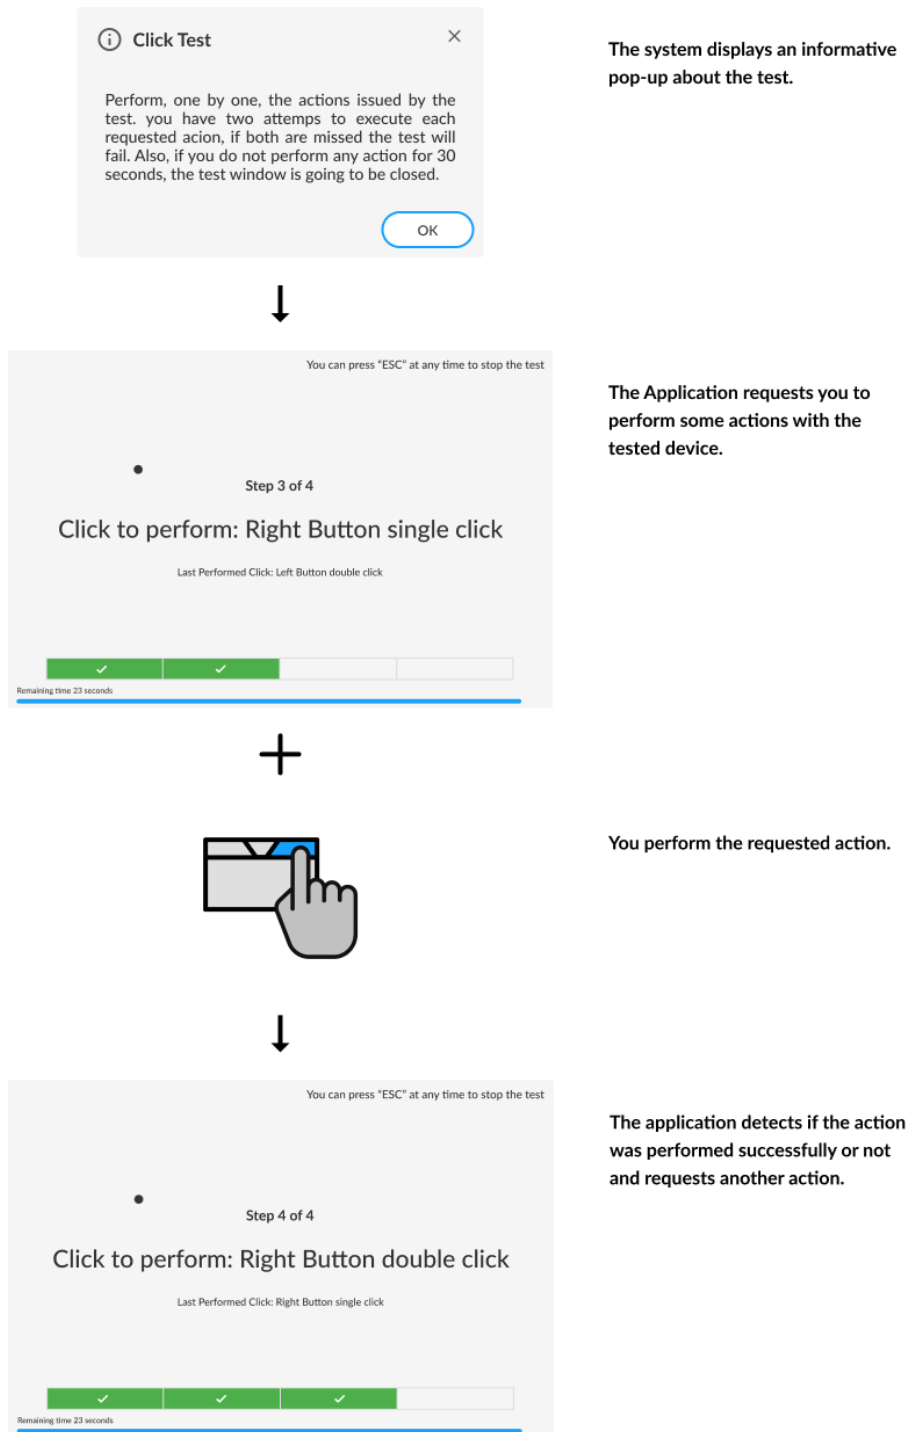 Click Test
Perform, one by one, the actions issued by the
test. you have two attemps to execute each
requested acion, if both are missed the test will
fail. Also, if you do not perform any action for 30
seconds, the test window is going to be closed.
OK
The system displays an informative
pop-up about the test.
You can press "ESC" at any time to stop the test
Step 3 of 4
Click to perform: Right Button single click
Last Performed Click: Left Button double click
Remaining time 23 seconds
The Application requests you to
perform some actions with the
tested device.
You perform the requested action.
You can press "ESC" at any time to stop the test
Step 4 of 4
Click to perform: Right Button double click
Last Performed Click: Right Button single click
Remaining time 23 seconds
The application detects if the action
was performed successfully or not
and requests another action.